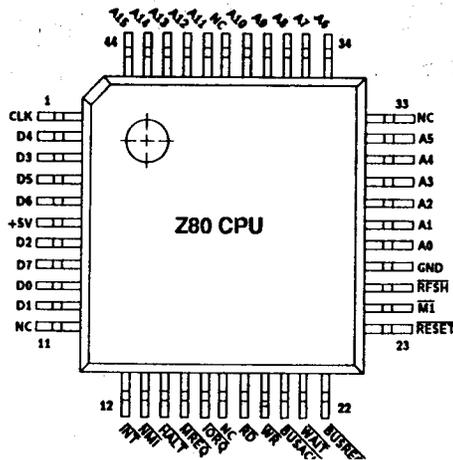 A15 A14 A13 A12 A11 NC A10 A9 A8 A7 A6
44 34
1 33
CLK NC
D4 A5
D3 A4
D5 A3
D6 A2
+5V A1
D2 A0
D7 GND
D0 RFSH
D1 M1
NC RESET
11 23
Z80 CPU
12 22
INT NMI HALT MREQ IORQ NC RD WR BUSAC WAIT BUSRE